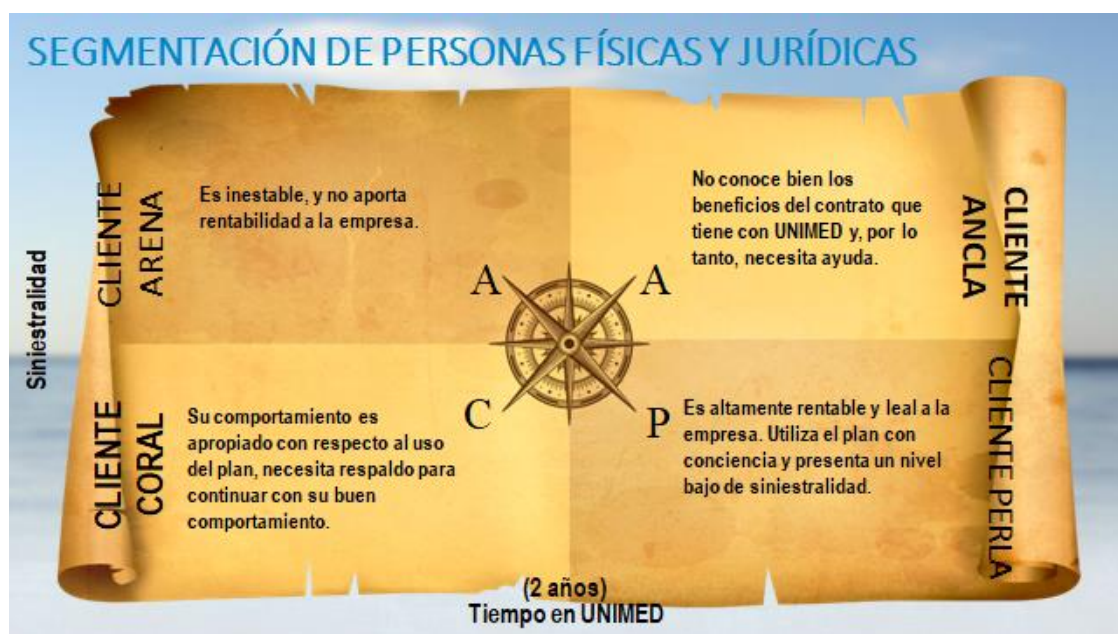 SEGMENTACIÓN DE PERSONAS FÍSICAS Y JURÍDICAS
Siniestralidad
CLIENTE
ARENA
Es inestable, y no aporta
rentabilidad a la empresa.
No conoce bien los
beneficios del contrato que
tiene con UNIMED y, por lo
tanto, necesita ayuda.
CLIENTE
ANCLA
A
A
CLIENTE
CORAL
Su comportamiento es
apropiado con respecto al uso
del plan, necesita respaldo para
continuar con su buen
comportamiento.
C
P
Es altamente rentable y leal a la
empresa. Utiliza el plan con
conciencia y presenta un nivel
bajo de siniestralidad.
CLIENTE PERLA
(2 años)
Tiempo en UNIMED